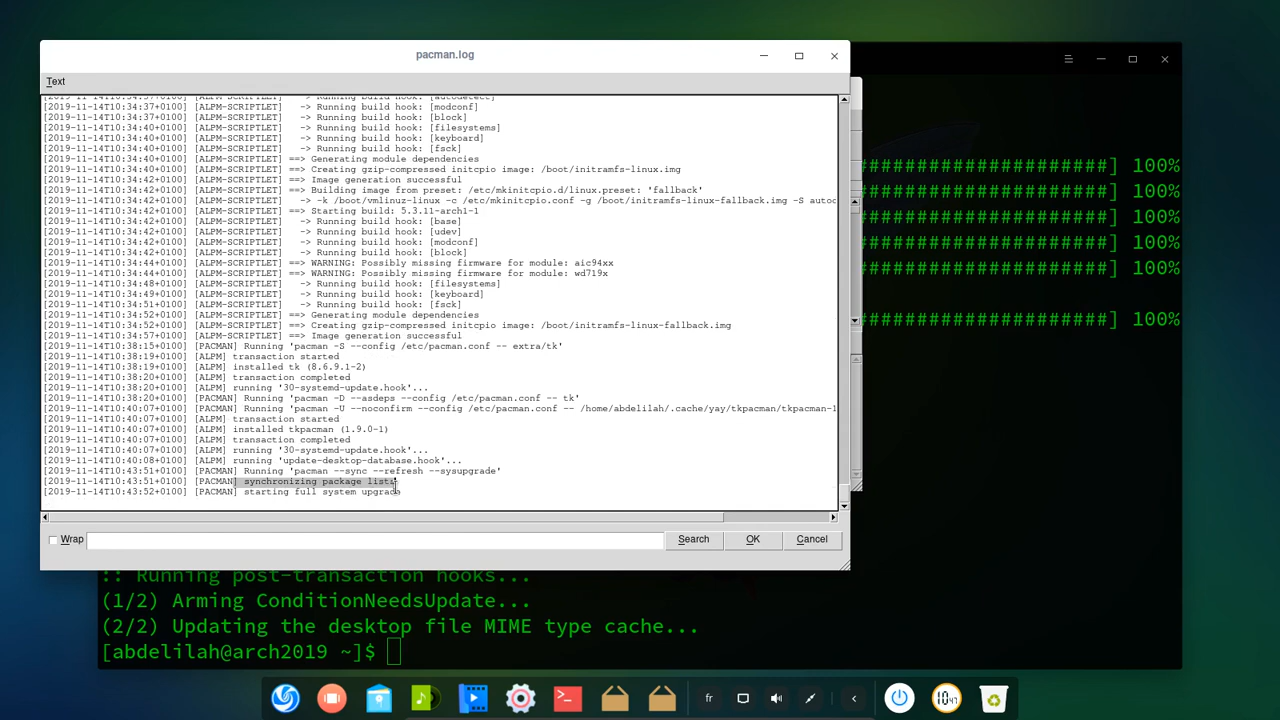 pacman.log
Text
[2019-11-14T10:34:37+0100] [ALPM-SCRIPTLET]   -> Running build hook: [autodetect]
[2019-11-14T10:34:37+0100] [ALPM-SCRIPTLET]   -> Running build hook: [modconf]
[2019-11-14T10:34:37+0100] [ALPM-SCRIPTLET]   -> Running build hook: [block]
[2019-11-14T10:34:40+0100] [ALPM-SCRIPTLET]   -> Running build hook: [filesystems]
[2019-11-14T10:34:40+0100] [ALPM-SCRIPTLET]   -> Running build hook: [keyboard]
[2019-11-14T10:34:40+0100] [ALPM-SCRIPTLET]   -> Running build hook: [fsck]
[2019-11-14T10:34:40+0100] [ALPM-SCRIPTLET] ==> Generating module dependencies
[2019-11-14T10:34:40+0100] [ALPM-SCRIPTLET] ==> Creating gzip-compressed initcpio image: /boot/initramfs-linux.img
[2019-11-14T10:34:42+0100] [ALPM-SCRIPTLET] ==> Image generation successful
[2019-11-14T10:34:42+0100] [ALPM-SCRIPTLET] ==> Building image from preset: /etc/mkinitcpio.d/linux.preset: 'fallback'
[2019-11-14T10:34:42+0100] [ALPM-SCRIPTLET]   -> -k /boot/vmlinuz-linux -c /etc/mkinitcpio.conf -g /boot/initramfs-linux-fallback.img -S autoc
[2019-11-14T10:34:42+0100] [ALPM-SCRIPTLET] ==> Starting build: 5.3.11-arch1-1
[2019-11-14T10:34:42+0100] [ALPM-SCRIPTLET]   -> Running build hook: [base]
[2019-11-14T10:34:42+0100] [ALPM-SCRIPTLET]   -> Running build hook: [udev]
[2019-11-14T10:34:42+0100] [ALPM-SCRIPTLET]   -> Running build hook: [modconf]
[2019-11-14T10:34:42+0100] [ALPM-SCRIPTLET]   -> Running build hook: [block]
[2019-11-14T10:34:44+0100] [ALPM-SCRIPTLET] ==> WARNING: Possibly missing firmware for module: aic94xx
[2019-11-14T10:34:44+0100] [ALPM-SCRIPTLET] ==> WARNING: Possibly missing firmware for module: wd719x
[2019-11-14T10:34:48+0100] [ALPM-SCRIPTLET]   -> Running build hook: [filesystems]
[2019-11-14T10:34:49+0100] [ALPM-SCRIPTLET]   -> Running build hook: [keyboard]
[2019-11-14T10:34:51+0100] [ALPM-SCRIPTLET]   -> Running build hook: [fsck]
[2019-11-14T10:34:52+0100] [ALPM-SCRIPTLET] ==> Generating module dependencies
[2019-11-14T10:34:52+0100] [ALPM-SCRIPTLET] ==> Creating gzip-compressed initcpio image: /boot/initramfs-linux-fallback.img
[2019-11-14T10:34:57+0100] [ALPM-SCRIPTLET] ==> Image generation successful
[2019-11-14T10:38:15+0100] [PACMAN] Running 'pacman -S --config /etc/pacman.conf -- extra/tk'
[2019-11-14T10:38:19+0100] [ALPM] transaction started
[2019-11-14T10:38:19+0100] [ALPM] installed tk (8.6.9.1-2)
[2019-11-14T10:38:20+0100] [ALPM] transaction completed
[2019-11-14T10:38:20+0100] [ALPM] running '30-systemd-update.hook'...
[2019-11-14T10:38:20+0100] [PACMAN] Running 'pacman -D --asdeps --config /etc/pacman.conf -- tk'
[2019-11-14T10:40:07+0100] [PACMAN] Running 'pacman -U --noconfirm --config /etc/pacman.conf -- /home/abdelilah/.cache/yay/tkpacman/tkpacman-1
[2019-11-14T10:40:07+0100] [ALPM] transaction started
[2019-11-14T10:40:07+0100] [ALPM] installed tkpacman (1.9.0-1)
[2019-11-14T10:40:07+0100] [ALPM] transaction completed
[2019-11-14T10:40:07+0100] [ALPM] running '30-systemd-update.hook'...
[2019-11-14T10:40:08+0100] [ALPM] running 'update-desktop-database.hook'...
[2019-11-14T10:43:51+0100] [PACMAN] Running 'pacman --sync --refresh --sysupgrade'
[2019-11-14T10:43:51+0100] [PACMAN] synchronizing package lists
[2019-11-14T10:43:52+0100] [PACMAN] starting full system upgrade
Wrap Search OK Cancel
####################] 100%
####################] 100%
####################] 100%
####################] 100%
####################] 100%
####################] 100%
:: Running post-transaction hooks...
(1/2) Arming ConditionNeedsUpdate...
(2/2) Updating the desktop file MIME type cache...
[abdelilah@arch2019 ~]$
fr
10 47